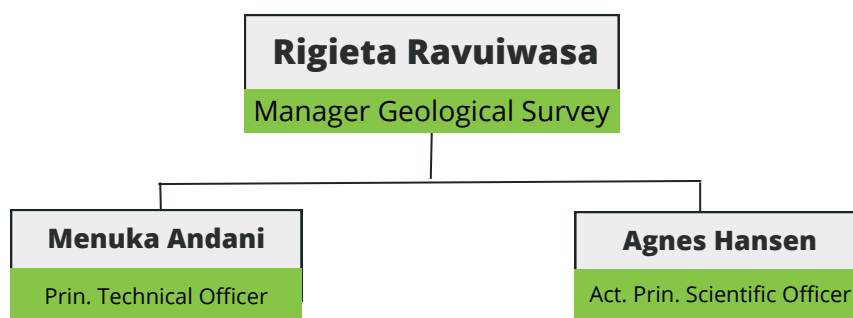 Rigieta Ravuiwasa
Manager Geological Survey
Menuka Andani
Prin. Technical Officer
Agnes Hansen
Act. Prin. Scientific Officer